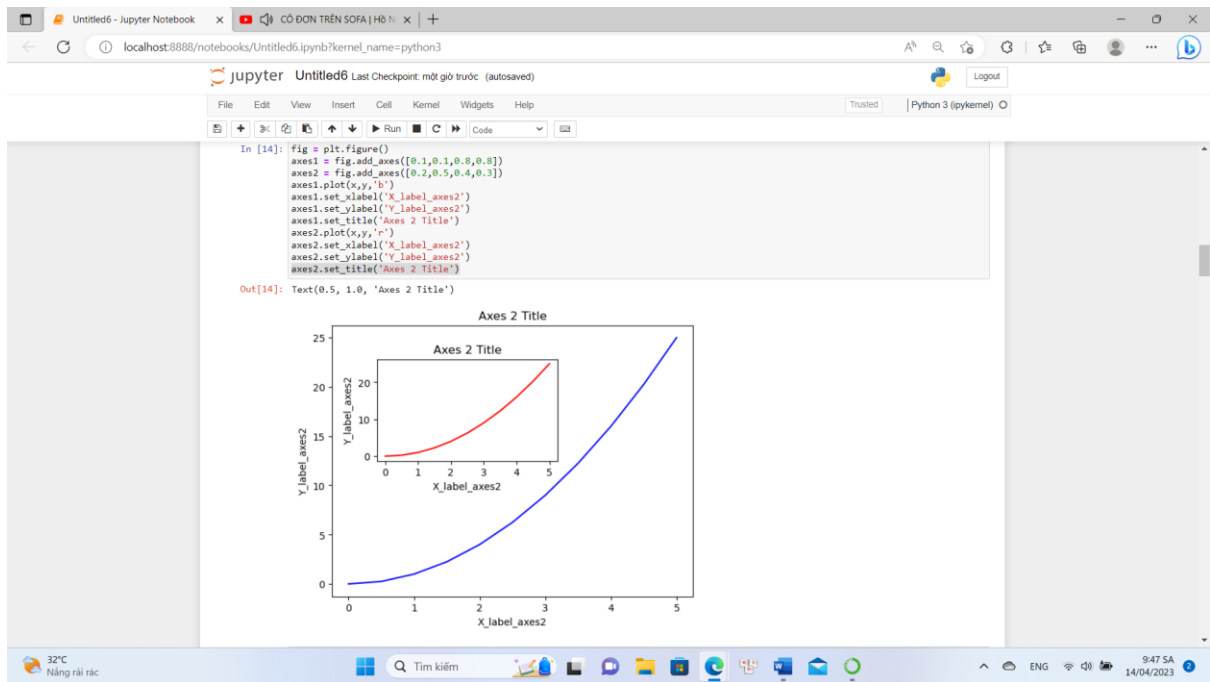 Untitled6 - Jupyter Notebook
CÔ ĐƠN TRÊN SOFA | Hồ N
localhost:8888/notebooks/Untitled6.ipynb?kernel_name=python3
jupyter Untitled6 Last Checkpoint: một giờ trước (autosaved)
Logout
File Edit View Insert Cell Kernel Widgets Help
Trusted
Python 3 (ipykernel)
Run
Code
In [14]: fig = plt.figure()
axes1 = fig.add_axes([0.1,0.1,0.8,0.8])
axes2 = fig.add_axes([0.2,0.5,0.4,0.3])
axes1.plot(x,y,'b')
axes1.set_xlabel('X_label_axes2')
axes1.set_ylabel('Y_label_axes2')
axes1.set_title('Axes 2 Title')
axes2.plot(x,y,'r')
axes2.set_xlabel('X_label_axes2')
axes2.set_ylabel('Y_label_axes2')
axes2.set_title('Axes 2 Title')
Out[14]: Text(0.5, 1.0, 'Axes 2 Title')
Axes 2 Title
25
20
15
10
5
0
Y_label_axes2
Axes 2 Title
20
10
0
Y_label_axes2
0 1 2 3 4 5
X_label_axes2
0 1 2 3 4 5
X_label_axes2
32°C
Nắng rải rác
Tìm kiếm
ENG
9:47 SA
14/04/2023
2